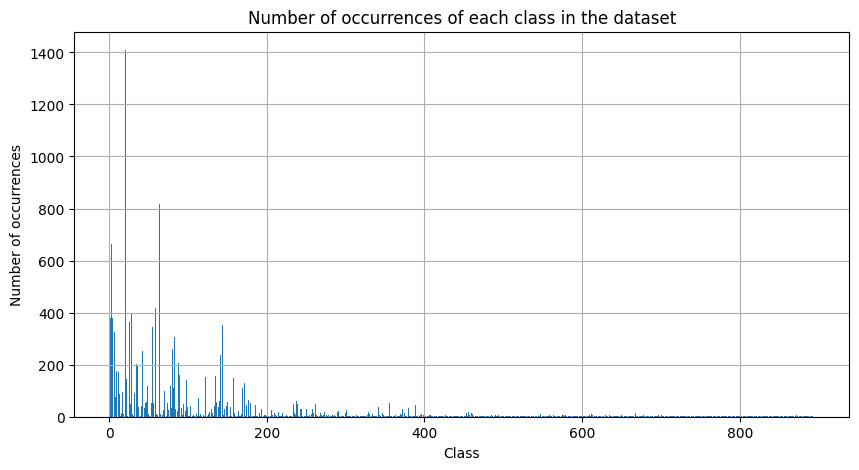 Number of occurrences of each class in the dataset
Number of occurrences
1400
1200
1000
800
600
400
200
0
0 200 400 600 800
Class